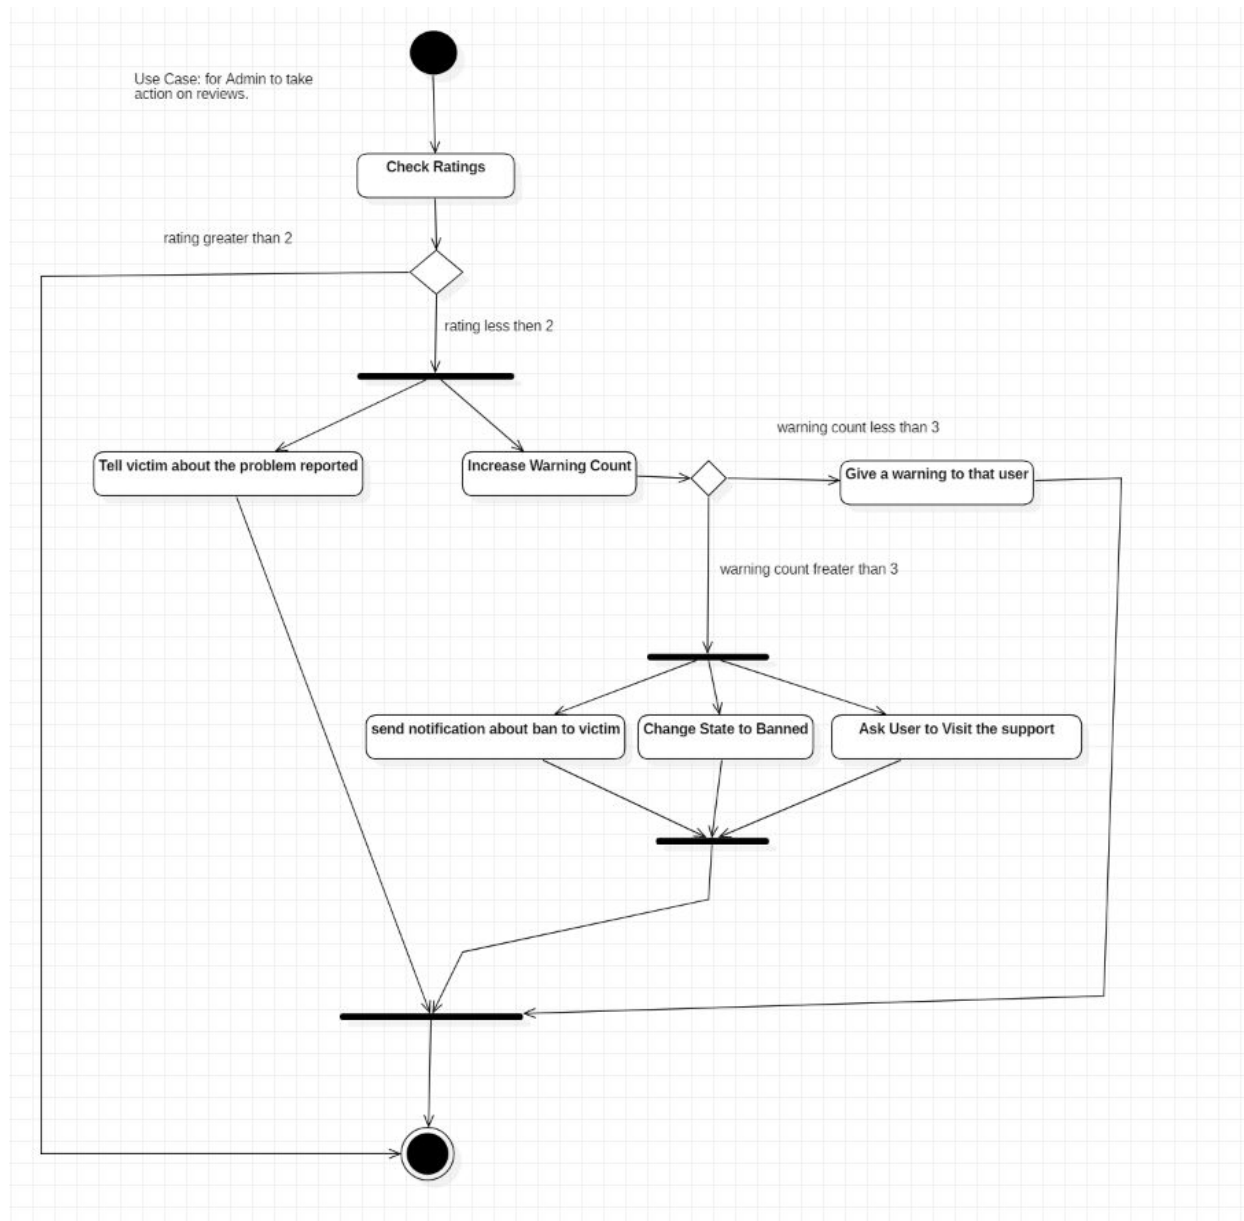 Use Case: for Admin to take
action on reviews.
Check Ratings
rating greater than 2
rating less then 2
warning count less than 3
Tell victim about the problem reported
Increase Warning Count
Give a warning to that user
warning count freater than 3
send notification about ban to victim
Change State to Banned
Ask User to Visit the support